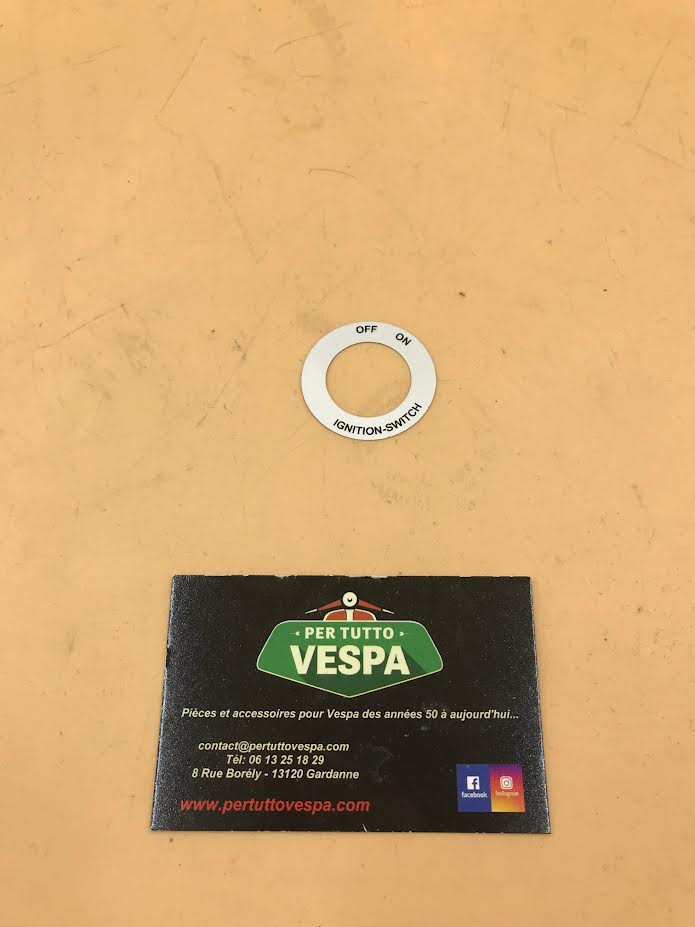 OFF ON
IGNITION-SWITCH
PER TUTTO
VESPA
Pièces et accessoires pour Vespa des années 50 à aujourd'hui...
contact@pertuttovespa.com
Tél: 06 13 25 18 29
8 Rue Borély - 13120 Gardanne
www.pertuttovespa.com
facebook
Instagram